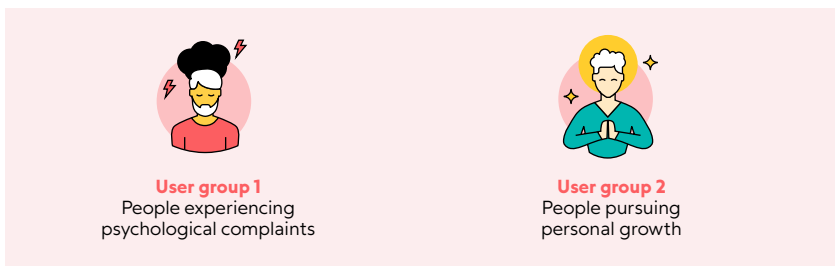 User group 1
People experiencing
psychological complaints
User group 2
People pursuing
personal growth